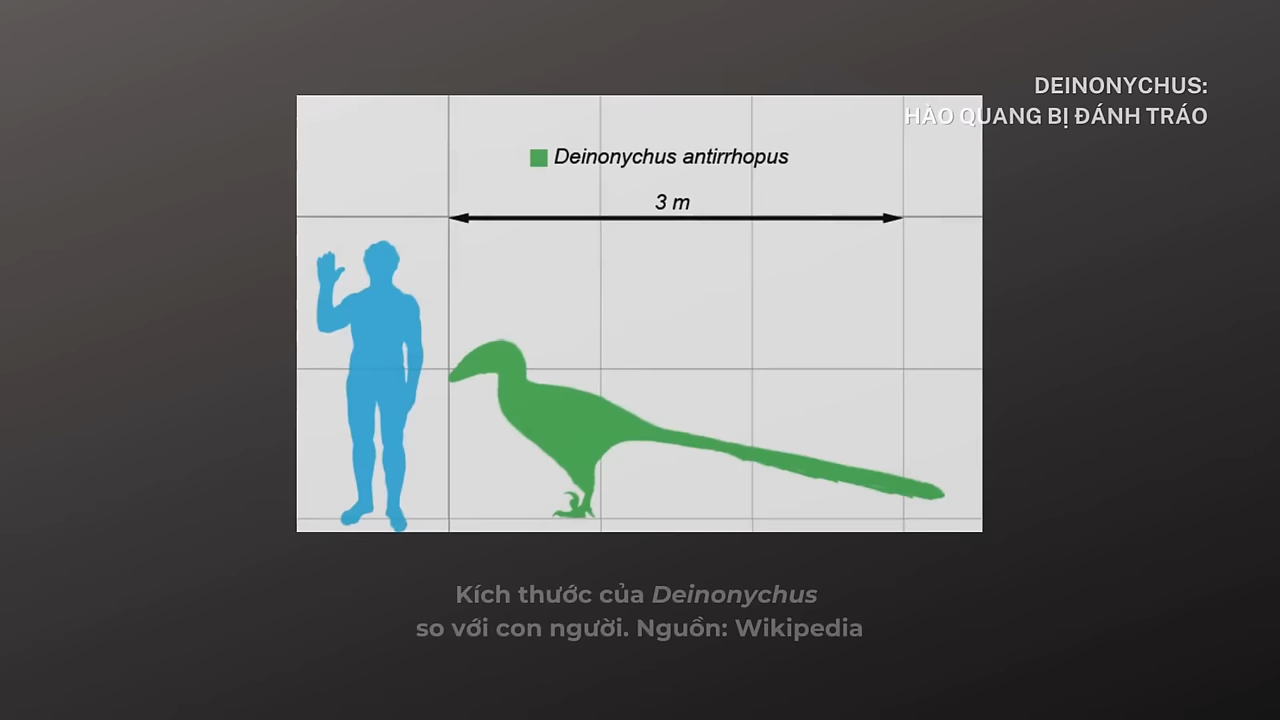 DEINONYCHUS:
HÀO QUANG BỊ ĐÁNH TRÁO
Deinonychus antirrhopus
3 m
Kích thước của Deinonychus
so với con người. Nguồn: Wikipedia